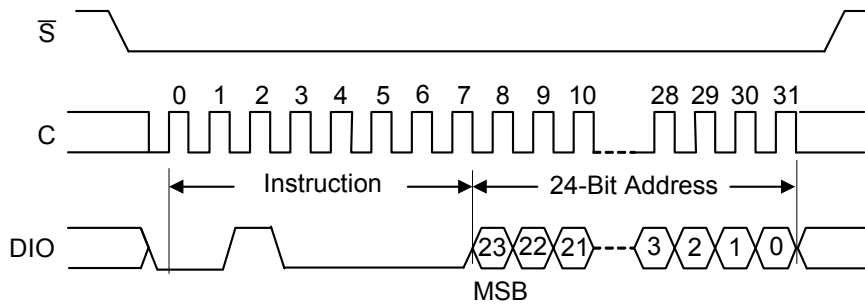 S
0 1 2 3 4 5 6 7 8 9 10 28 29 30 31
C
Instruction 24-Bit Address
DIO 23 22 21 3 2 1 0
MSB